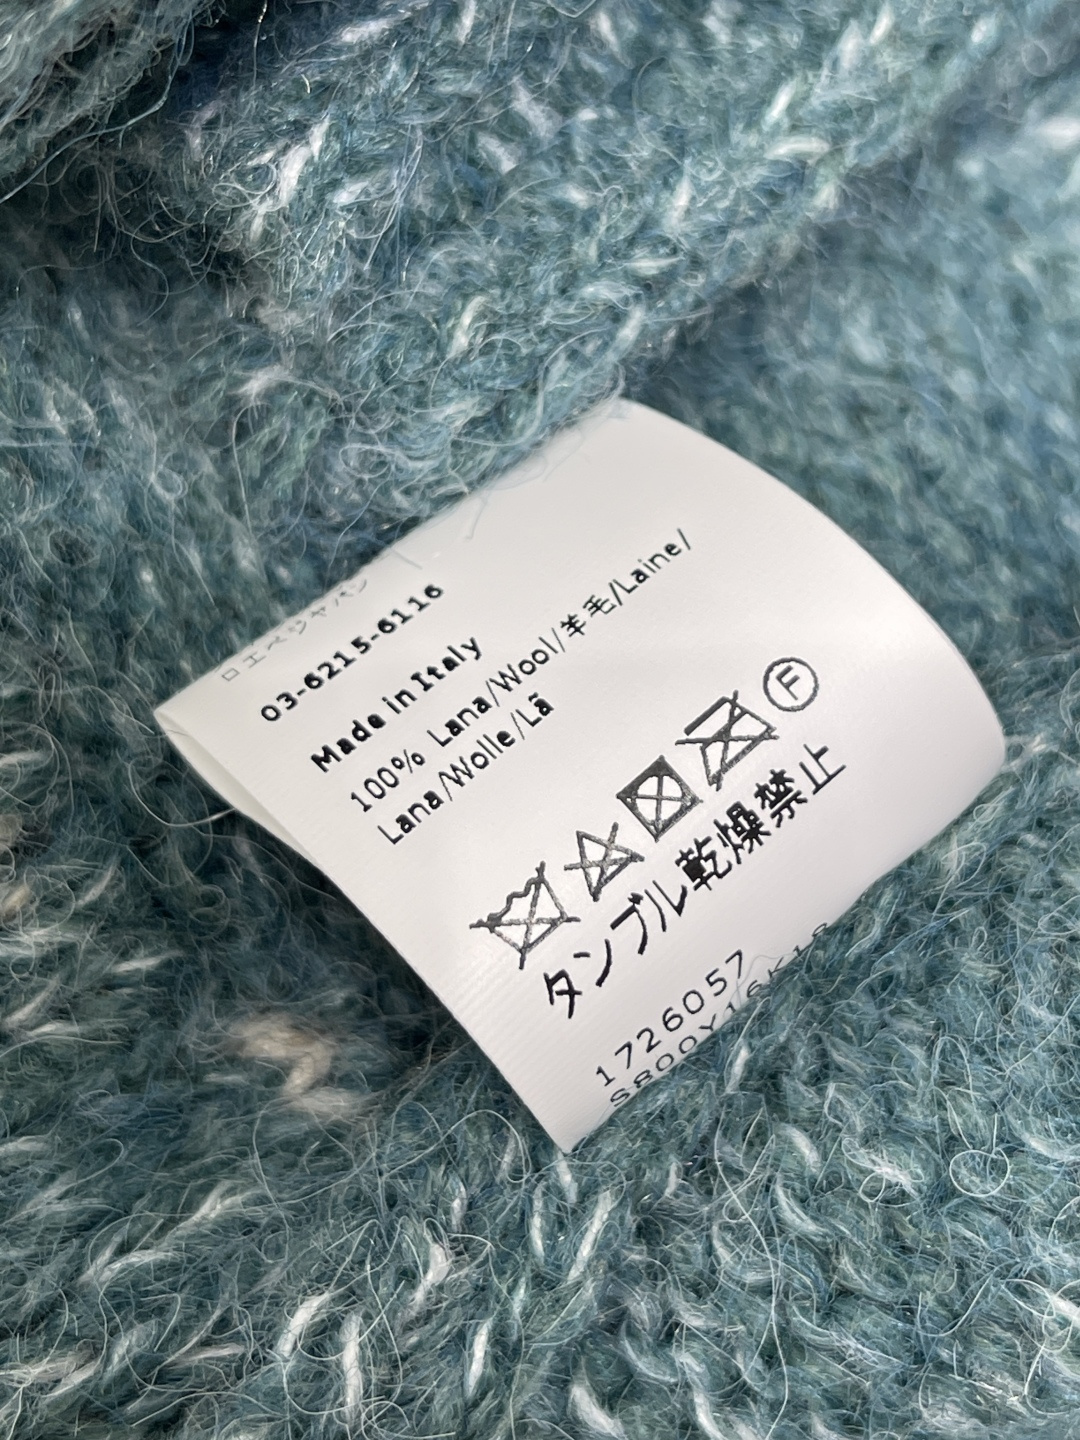 ロエベジャパン
03-6215-6116
Made in Italy
100% Lana/Wool/羊毛/Laine/
Lana/Wolle/Lã
F
タンブル乾燥禁止
1726057
S800Y16K18